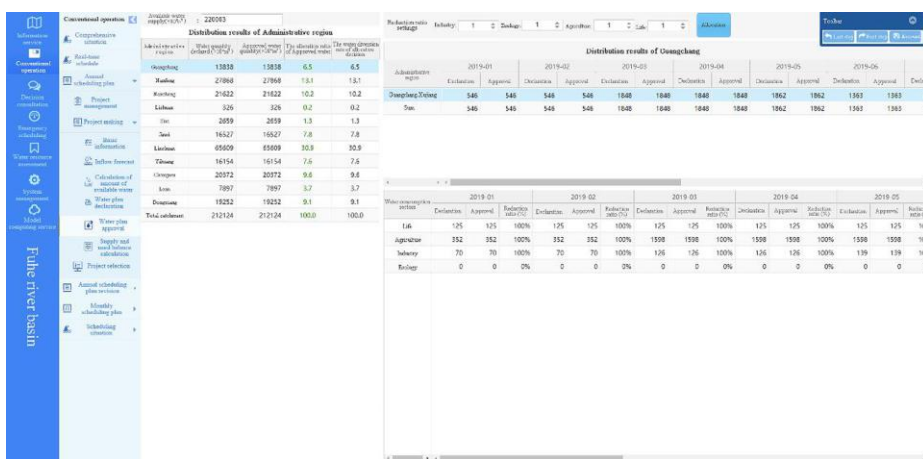 Information service
Conventional operation
Decision consultation
Emergency scheduling
Water resource assessment
System management
Model computing service
Fuhe river basin
Conventional operation
Comprehensive situation
Real-time schedule
Annual scheduling plan
Project management
Project making
Basic information
Inflow forecast
Calculation of amount of available water
Water plan declaration
Water plan approval
Supply and need balance calculation
Project selection
Annual scheduling plan revision
Monthly scheduling plan
Scheduling situation
Available water
: 220363
Distribution results of Administrative region
Administrative region Water quantity Approved water quantity The allocation ratio of Approved water The water diversion
Guangchang 13838 13838 6.5 6.5
Nanfeng 27868 27868 13.1 13.1
Nancheng 21622 21622 10.2 10.2
Lichuan 326 326 0.2 0.2
2659 2659 1.3 1.3
Jinxi 16527 16527 7.8 7.8
Linchuan 65609 65609 30.9 30.9
Yihuang 16154 16154 7.6 7.6
Chongren 20372 20372 9.6 9.6
7897 7897 3.7 3.7
Dongxiang 19252 19252 9.1 9.1
Total catchment 212124 212124 100.0 100.0
Reduction ratio settings Industry: 1 Ecology: 1 Agriculture: 1 Life: 1 Allocation
Toolbar
Last step Next step
Distribution results of Guangchang
Administrative region 2019-01 2019-02 2019-03 2019-04 2019-05 2019-06
Declaration Approval Declaration Approval Declaration Approval Declaration Approval Declaration Approval Declaration Approval
546 546 546 546 1848 1848 1848 1848 1862 1862 1363 1363
Sum 546 546 546 546 1848 1848 1848 1848 1862 1862 1363 1363
Water consumption 2019-01 2019-02 2019-03 2019-04 2019-05
Declaration Approval Reduction ratio (%) Declaration Approval Reduction ratio (%) Declaration Approval Reduction ratio (%) Declaration Approval Reduction ratio (%) Declaration Approval
Life 125 125 100% 125 125 100% 125 125 100% 125 125 100% 125 125
Agriculture 352 352 100% 352 352 100% 1598 1598 100% 1598 1598 100% 1598 1598
Industry 70 70 100% 70 70 100% 126 126 100% 126 126 100% 139 139
Ecology 0 0 0% 0 0 0% 0 0 0% 0 0 0% 0 0